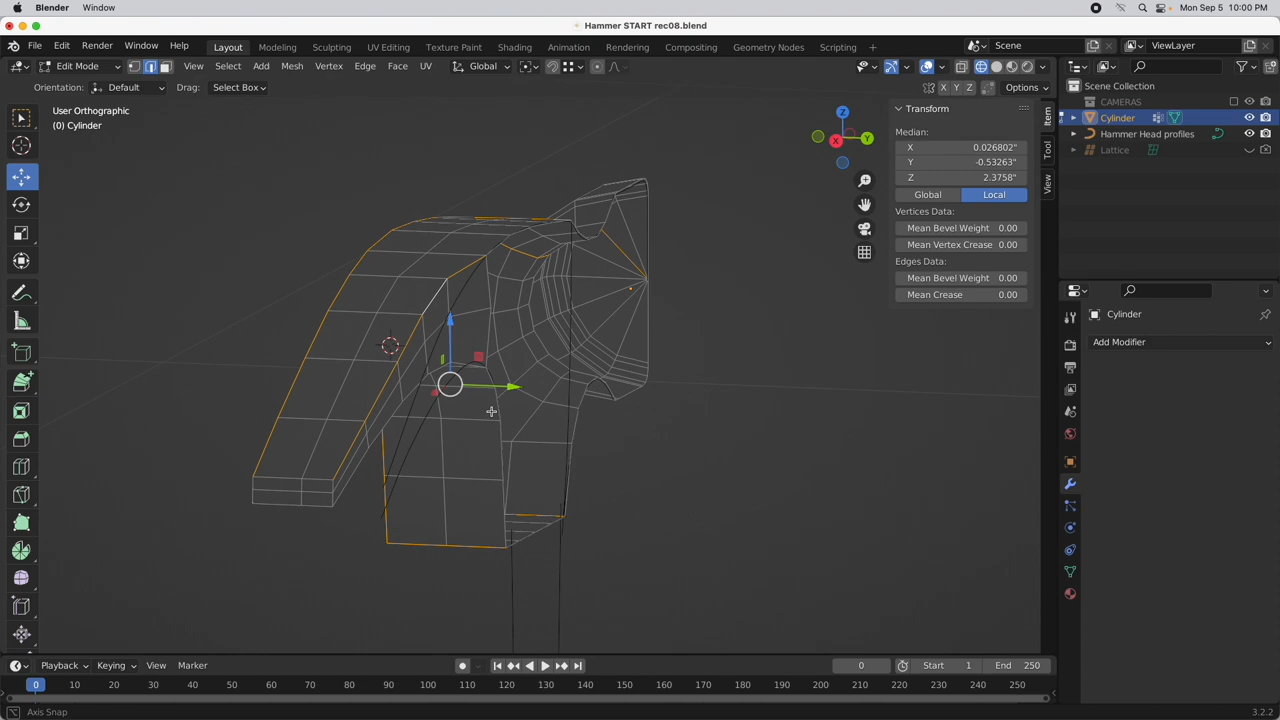 Blender Window Mon Sep 5 10:00 PM
Hammer START rec08.blend
File Edit Render Window Help Layout Modeling Sculpting UV Editing Texture Paint Shading Animation Rendering Compositing Geometry Nodes Scripting + Scene ViewLayer
Edit Mode View Select Add Mesh Vertex Edge Face UV Global
Orientation: Default Drag: Select Box X Y Z Options
User Orthographic
(0) Cylinder
Z
X Y
Transform
Median:
X 0.026802"
Y -0.53263"
Z 2.3758"
Global Local
Vertices Data:
Mean Bevel Weight 0.00
Mean Vertex Crease 0.00
Edges Data:
Mean Bevel Weight 0.00
Mean Crease 0.00
Item
Tool
View
Scene Collection
CAMERAS
Cylinder
Hammer Head profiles
Lattice
Cylinder
Add Modifier
Playback Keying View Marker 0 Start 1 End 250
0 10 20 30 40 50 60 70 80 90 100 110 120 130 140 150 160 170 180 190 200 210 220 230 240 250
Axis Snap 3.2.2